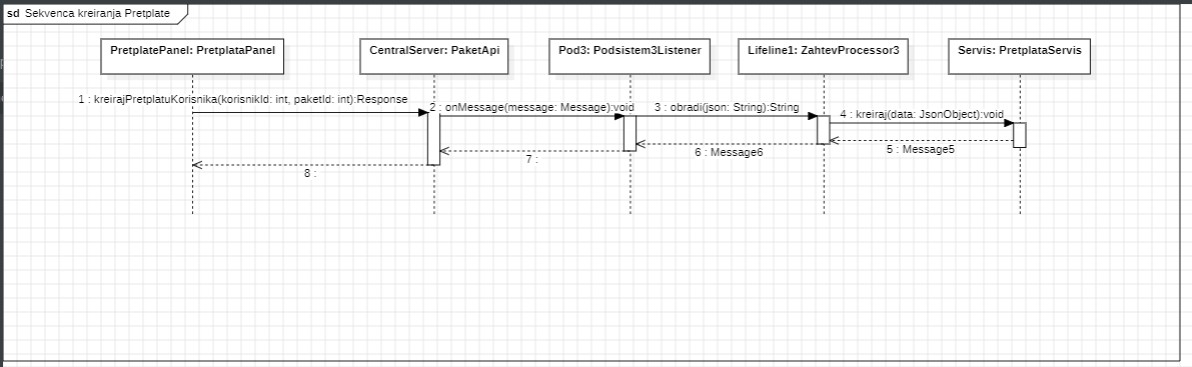 sd Sekvenca kreiranja Pretplate
PretplatePanel: PretplataPanel
CentralServer: PaketApi
Pod3: Podsistem3Listener
Lifeline1: ZahtevProcessor3
Servis: PretplataServis
1 : kreirajPretplatuKorisnika(korisnikId: int, paketId: int):Response
2 : onMessage(message: Message):void
3 : obradi(json: String):String
4 : kreiraj(data: JsonObject):void
5 : Message5
6 : Message6
7 :
8 :